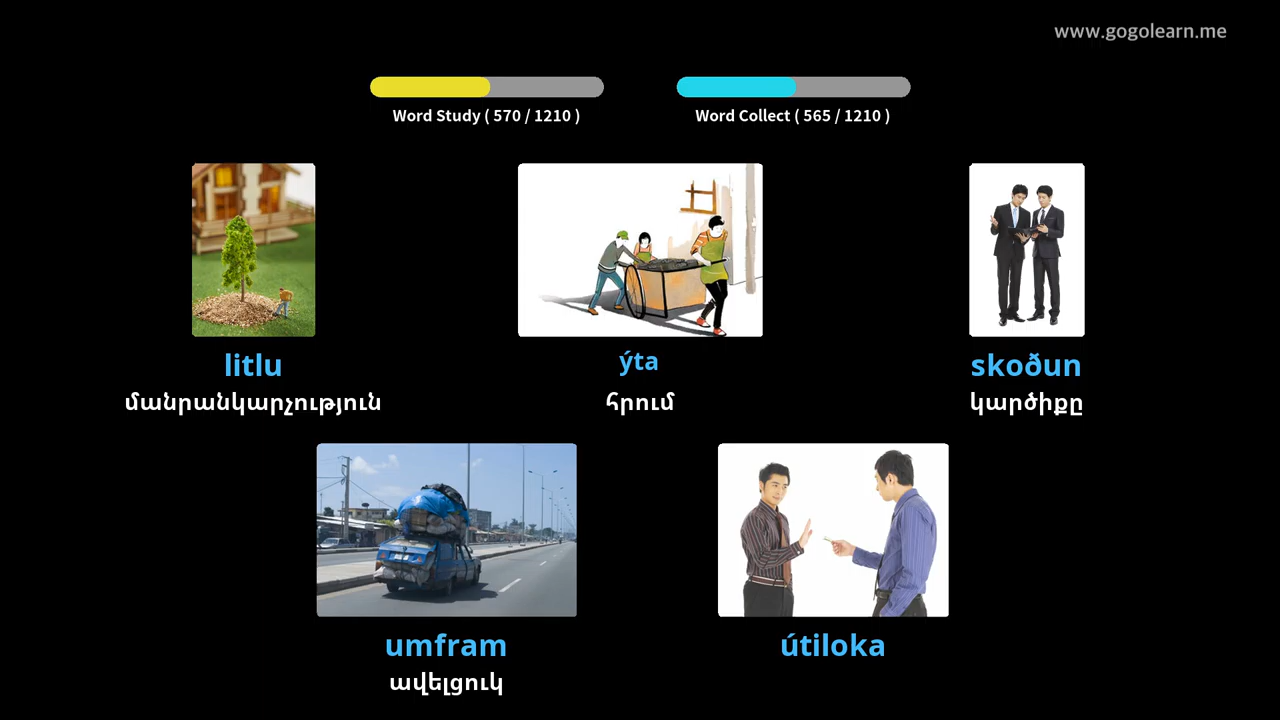 www.gogolearn.me
Word Study ( 570 / 1210 )
Word Collect ( 565 / 1210 )
litlu
մանրանկարչություն
ýta
հրում
skoðun
կարծիքը
umfram
ավելցուկ
útiloka